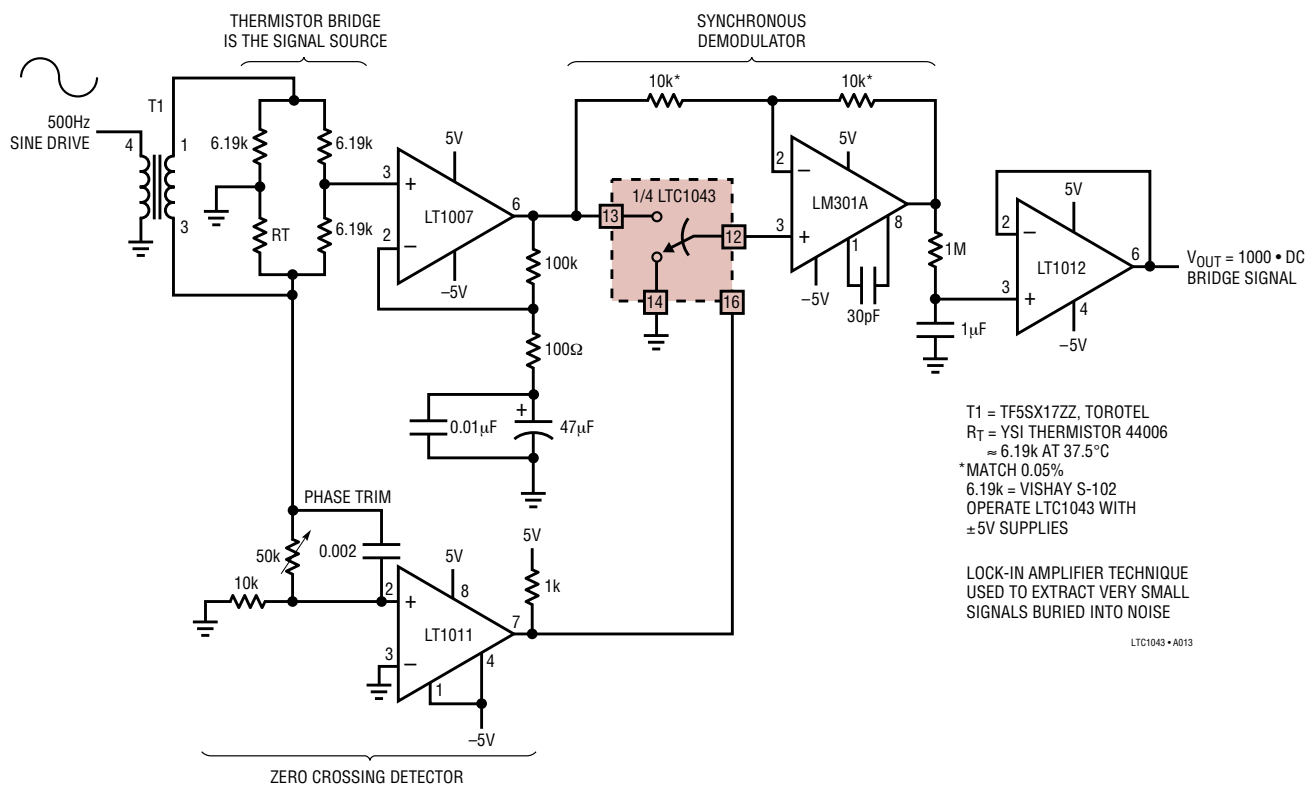 THERMISTOR BRIDGE
IS THE SIGNAL SOURCE
SYNCHRONOUS
DEMODULATOR
500Hz
SINE DRIVE
T1
4
1
3
6.19k
6.19k
RT
6.19k
5V
3
+
2
–
LT1007
6
–5V
100k
100Ω
0.01µF
+
47µF
10k*
10k*
1/4 LTC1043
13
12
14
16
5V
2
–
3
+
LM301A
1
8
–5V
30pF
1M
1µF
5V
2
–
3
+
LT1012
6
4
–5V
VOUT = 1000 • DC
BRIDGE SIGNAL
PHASE TRIM
50k
0.002
10k
5V
8
2
+
3
–
LT1011
7
1
4
–5V
5V
1k
ZERO CROSSING DETECTOR
T1 = TF5SX17ZZ, TOROTEL
RT = YSI THERMISTOR 44006
≈ 6.19k AT 37.5°C
*MATCH 0.05%
6.19k = VISHAY S-102
OPERATE LTC1043 WITH
±5V SUPPLIES
LOCK-IN AMPLIFIER TECHNIQUE
USED TO EXTRACT VERY SMALL
SIGNALS BURIED INTO NOISE
LTC1043 • A013